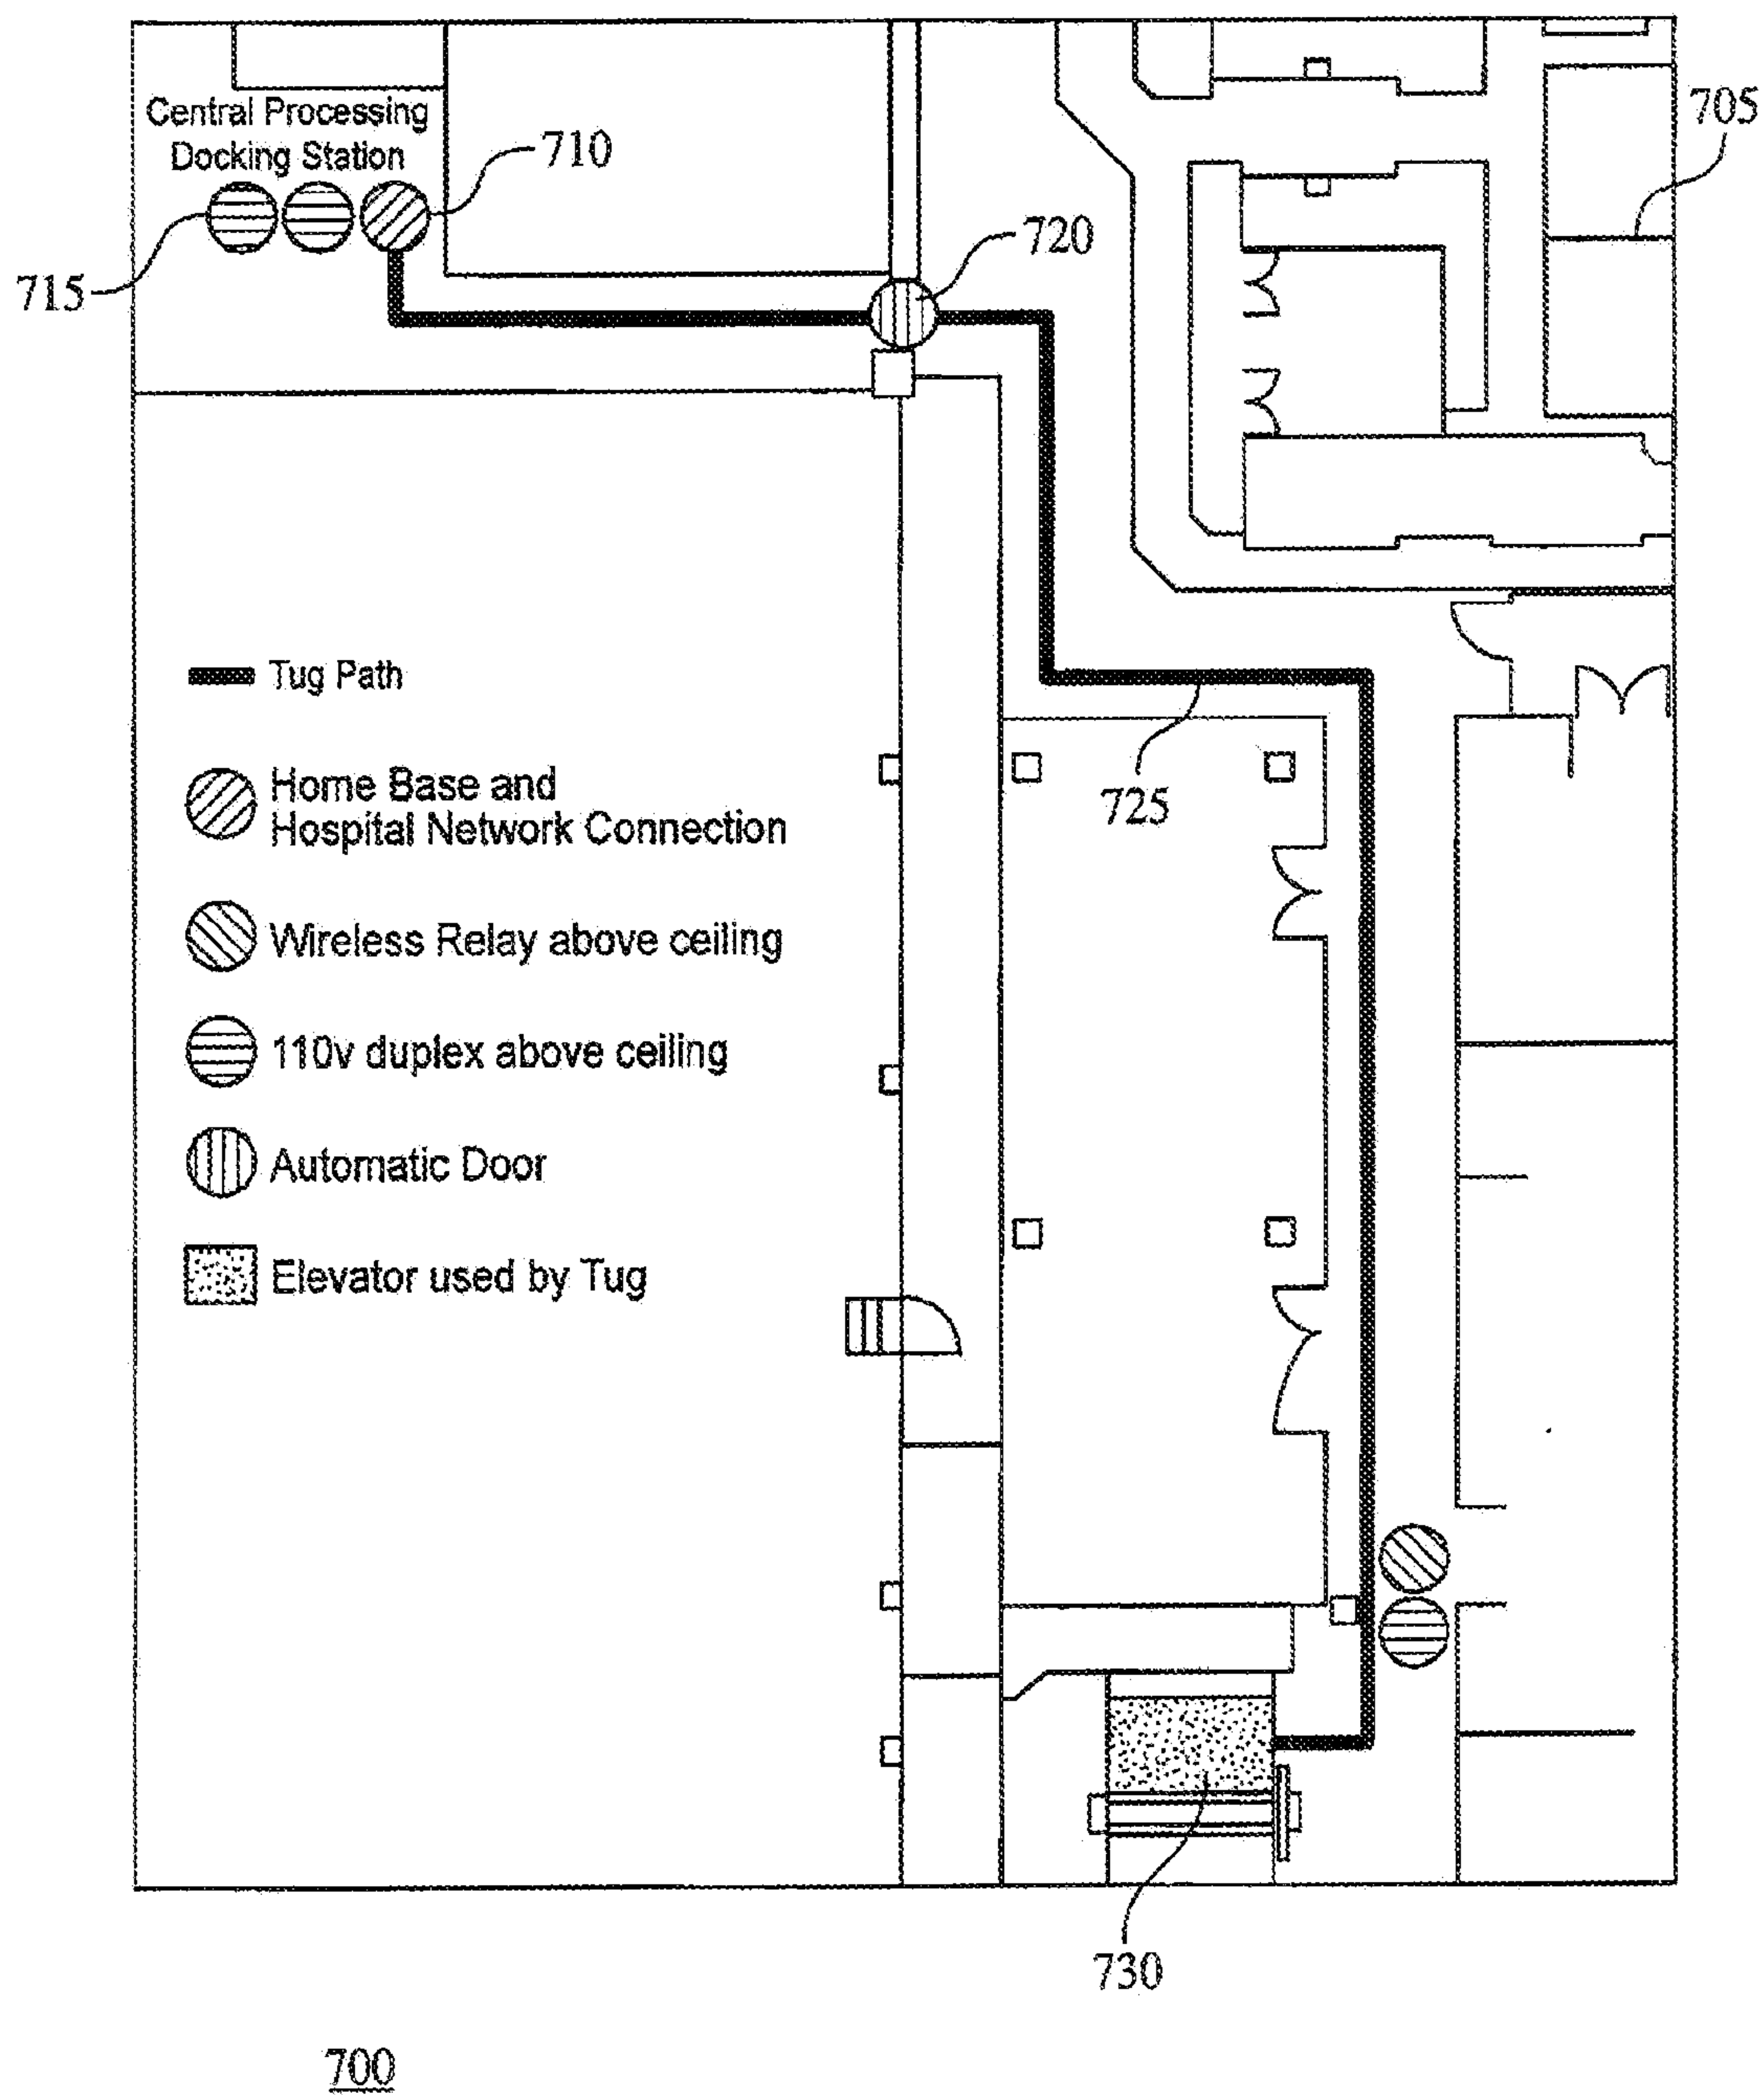 705
Central Processing
Docking Station
710
720
715
Tug Path
Home Base and
Hospital Network Connection
725
Wireless Relay above ceiling
110v duplex above ceiling
Automatic Door
Elevator used by Tug
730
700